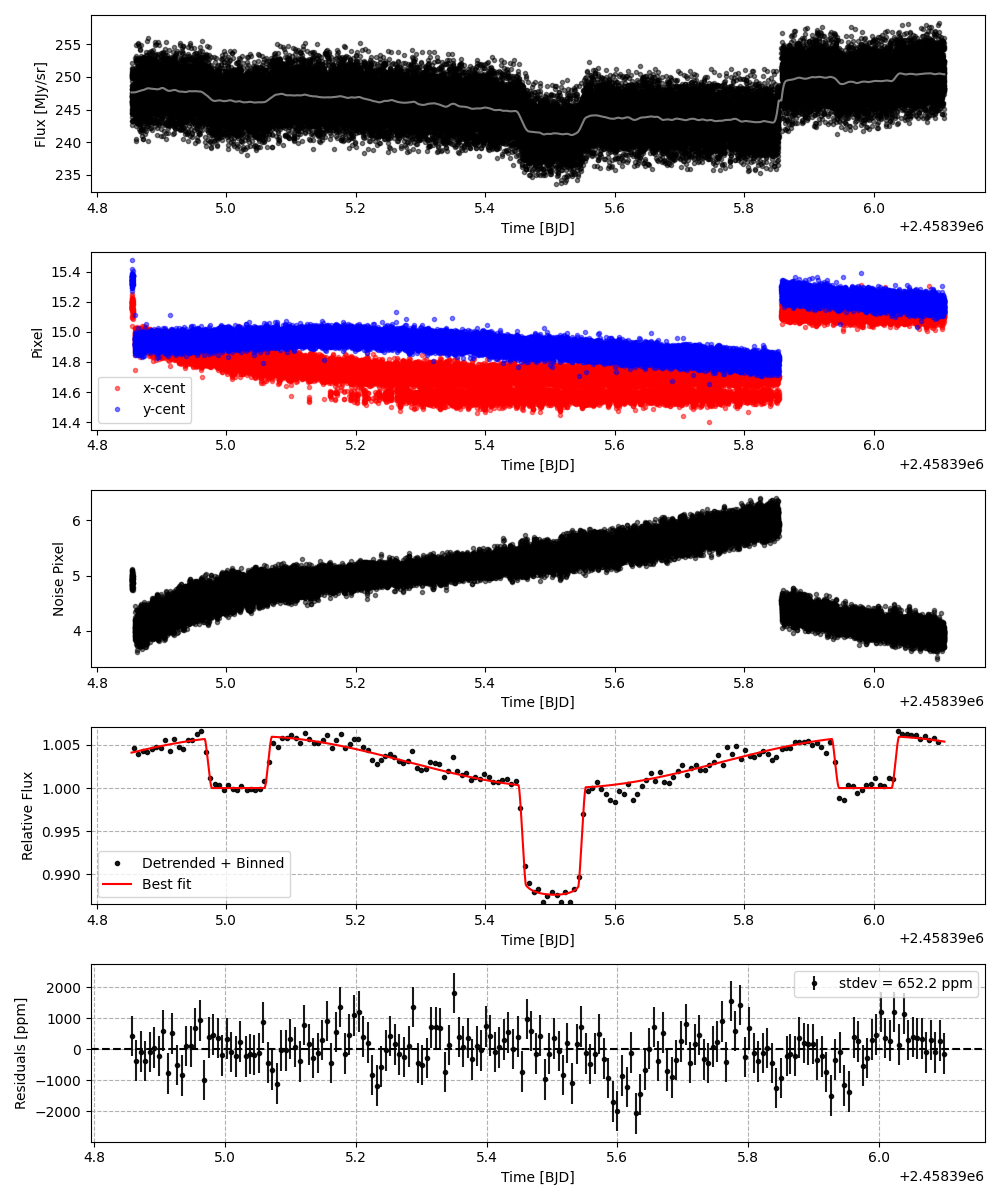 Flux [MJy/sr]
255
250
245
240
235
4.8 5.0 5.2 5.4 5.6 5.8 6.0
Time [BJD]
+2.45839e6
Pixel
15.4
15.2
15.0
14.8
14.6
14.4
x-cent
y-cent
4.8 5.0 5.2 5.4 5.6 5.8 6.0
Time [BJD]
+2.45839e6
Noise Pixel
6
5
4
4.8 5.0 5.2 5.4 5.6 5.8 6.0
Time [BJD]
+2.45839e6
Relative Flux
1.005
1.000
0.995
0.990
Detrended + Binned
Best fit
4.8 5.0 5.2 5.4 5.6 5.8 6.0
Time [BJD]
+2.45839e6
Residuals [ppm]
2000
1000
0
−1000
−2000
stdev = 652.2 ppm
4.8 5.0 5.2 5.4 5.6 5.8 6.0
Time [BJD]
+2.45839e6